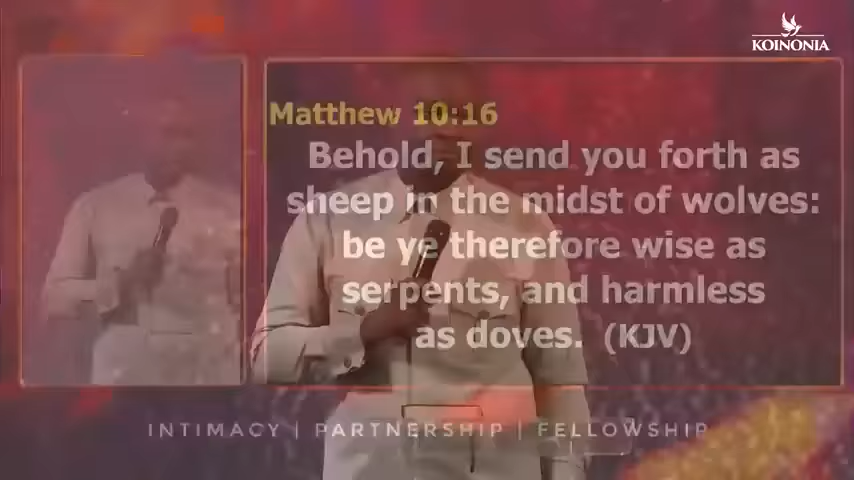 KOINONIA
Matthew 10:16
Behold, I send you forth as
sheep in the midst of wolves:
be ye therefore wise as
serpents, and harmless
as doves. (KJV)
INTIMACY | PARTNERSHIP | FELLOWSHIP